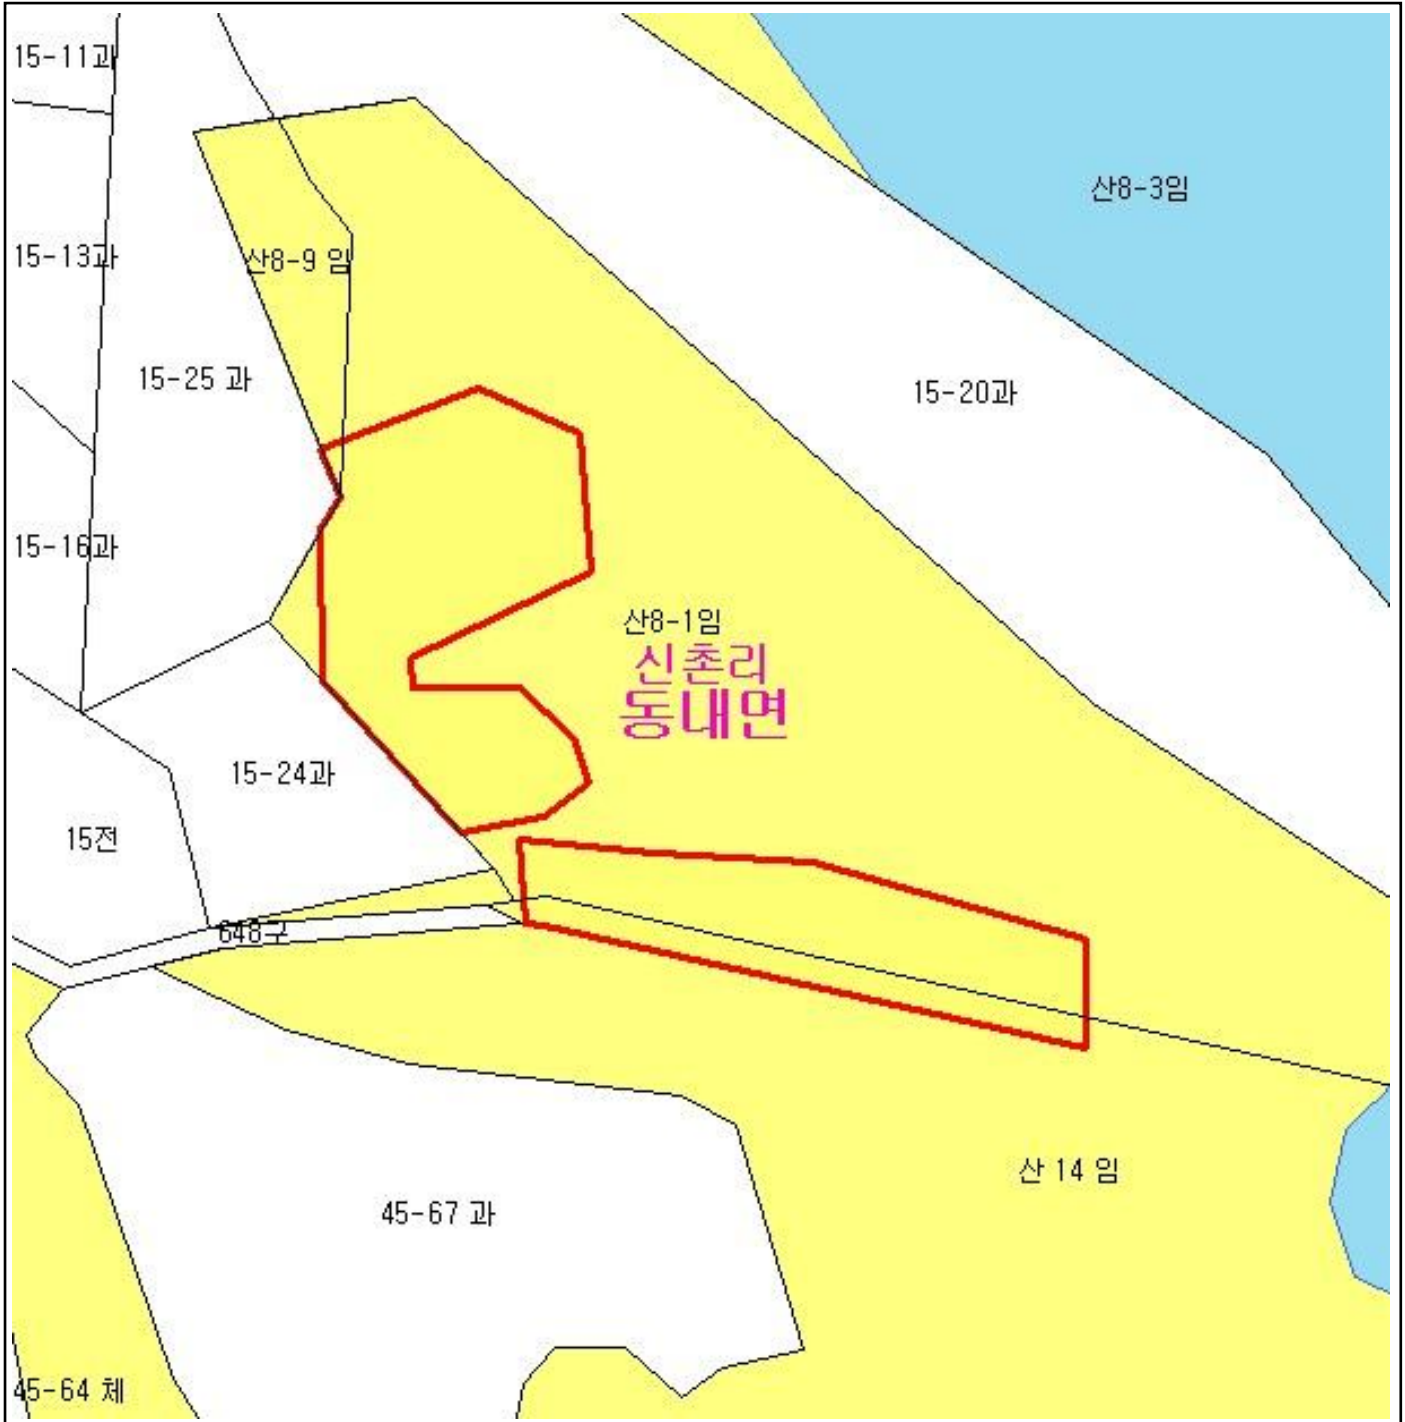 15-11과
산8-3임
15-13과
산8-9 임
15-25 과
15-20과
15-16과
산8-1임
신촌리
동내면
15-24과
15전
648구
산 14 임
45-67 과
45-64 체